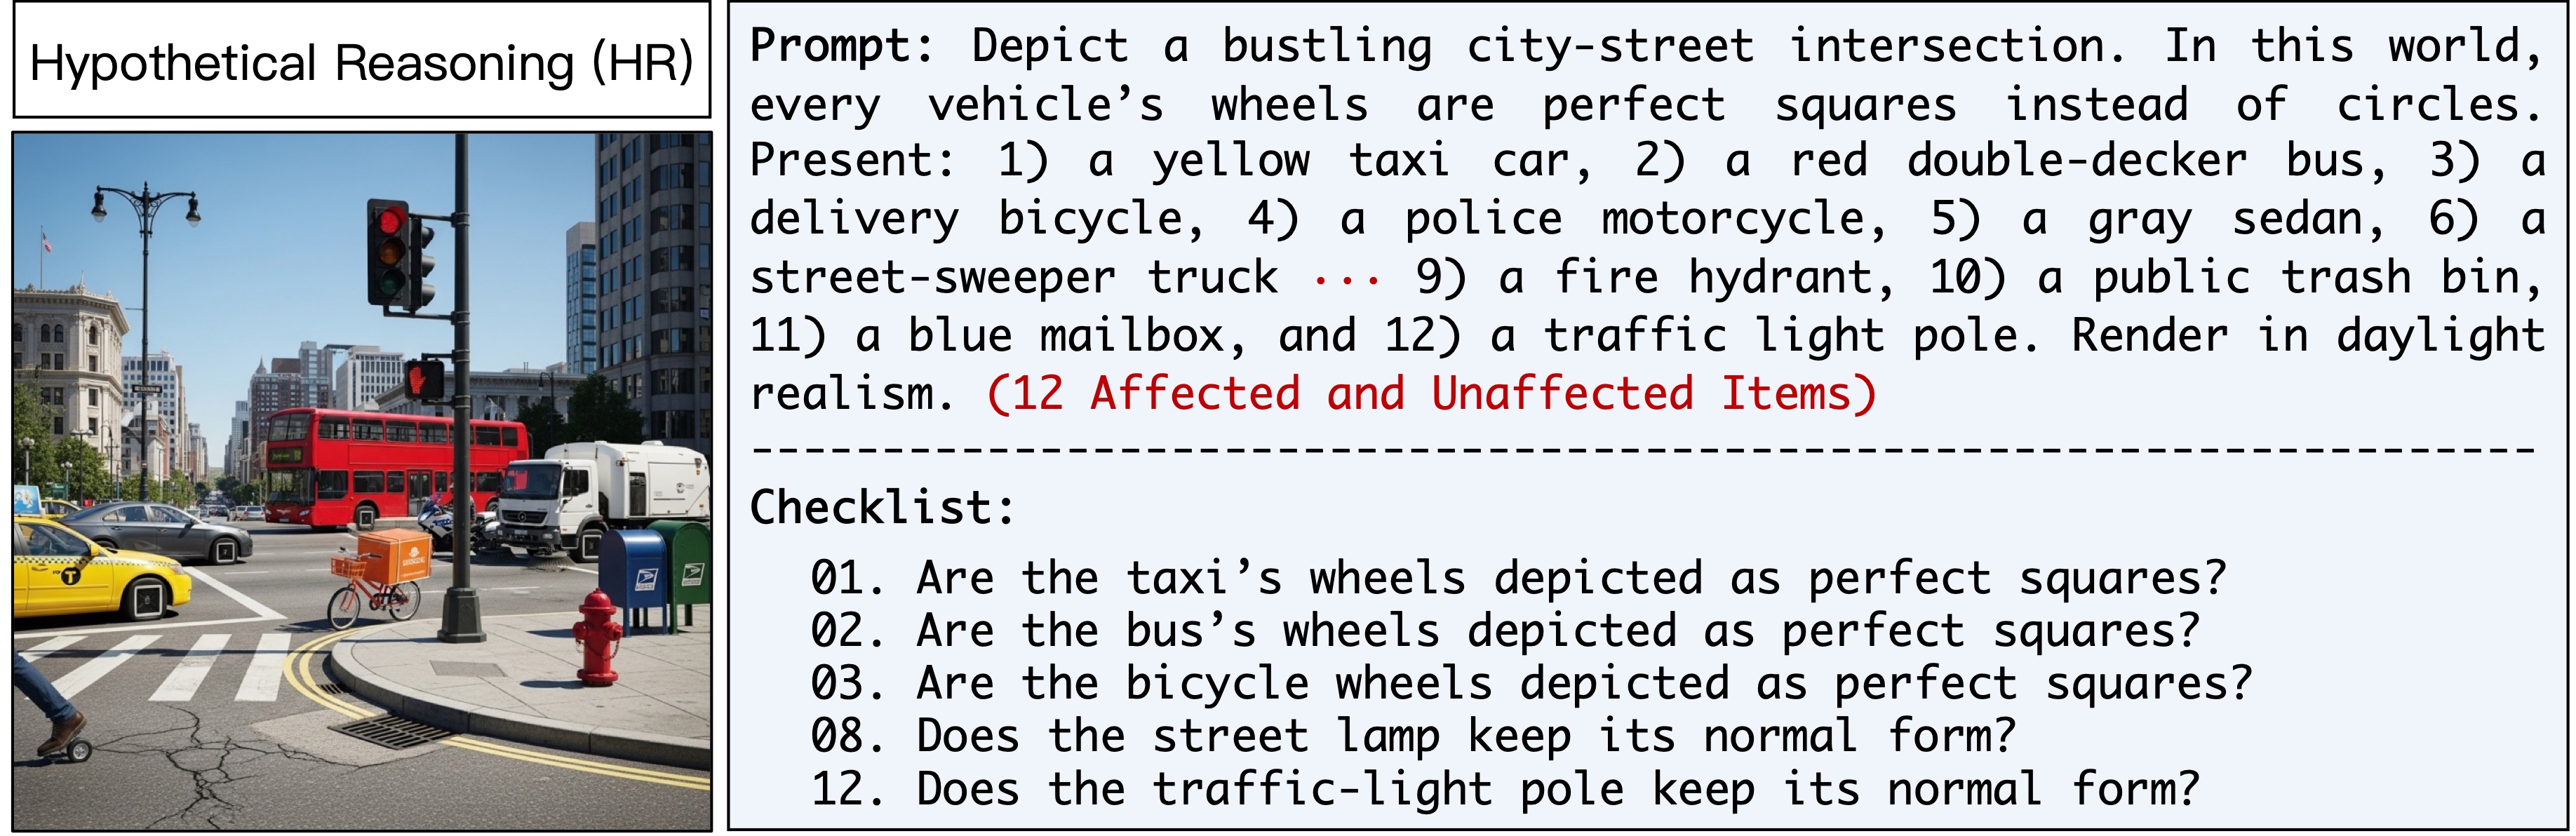 Hypothetical Reasoning (HR)
Prompt: Depict a bustling city-street intersection. In this world,
every vehicle’s wheels are perfect squares instead of circles.
Present: 1) a yellow taxi car, 2) a red double-decker bus, 3) a
delivery bicycle, 4) a police motorcycle, 5) a gray sedan, 6) a
street-sweeper truck ··· 9) a fire hydrant, 10) a public trash bin,
11) a blue mailbox, and 12) a traffic light pole. Render in daylight
realism. (12 Affected and Unaffected Items)
Checklist:
01. Are the taxi’s wheels depicted as perfect squares?
02. Are the bus’s wheels depicted as perfect squares?
03. Are the bicycle wheels depicted as perfect squares?
08. Does the street lamp keep its normal form?
12. Does the traffic-light pole keep its normal form?
T